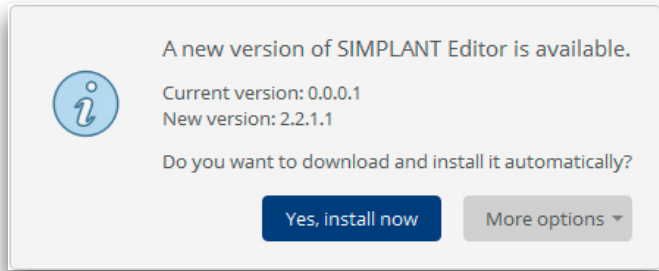 A new version of SIMPLANT Editor is available.
Current version: 0.0.0.1
New version: 2.2.1.1
Do you want to download and install it automatically?
Yes, install now
More options